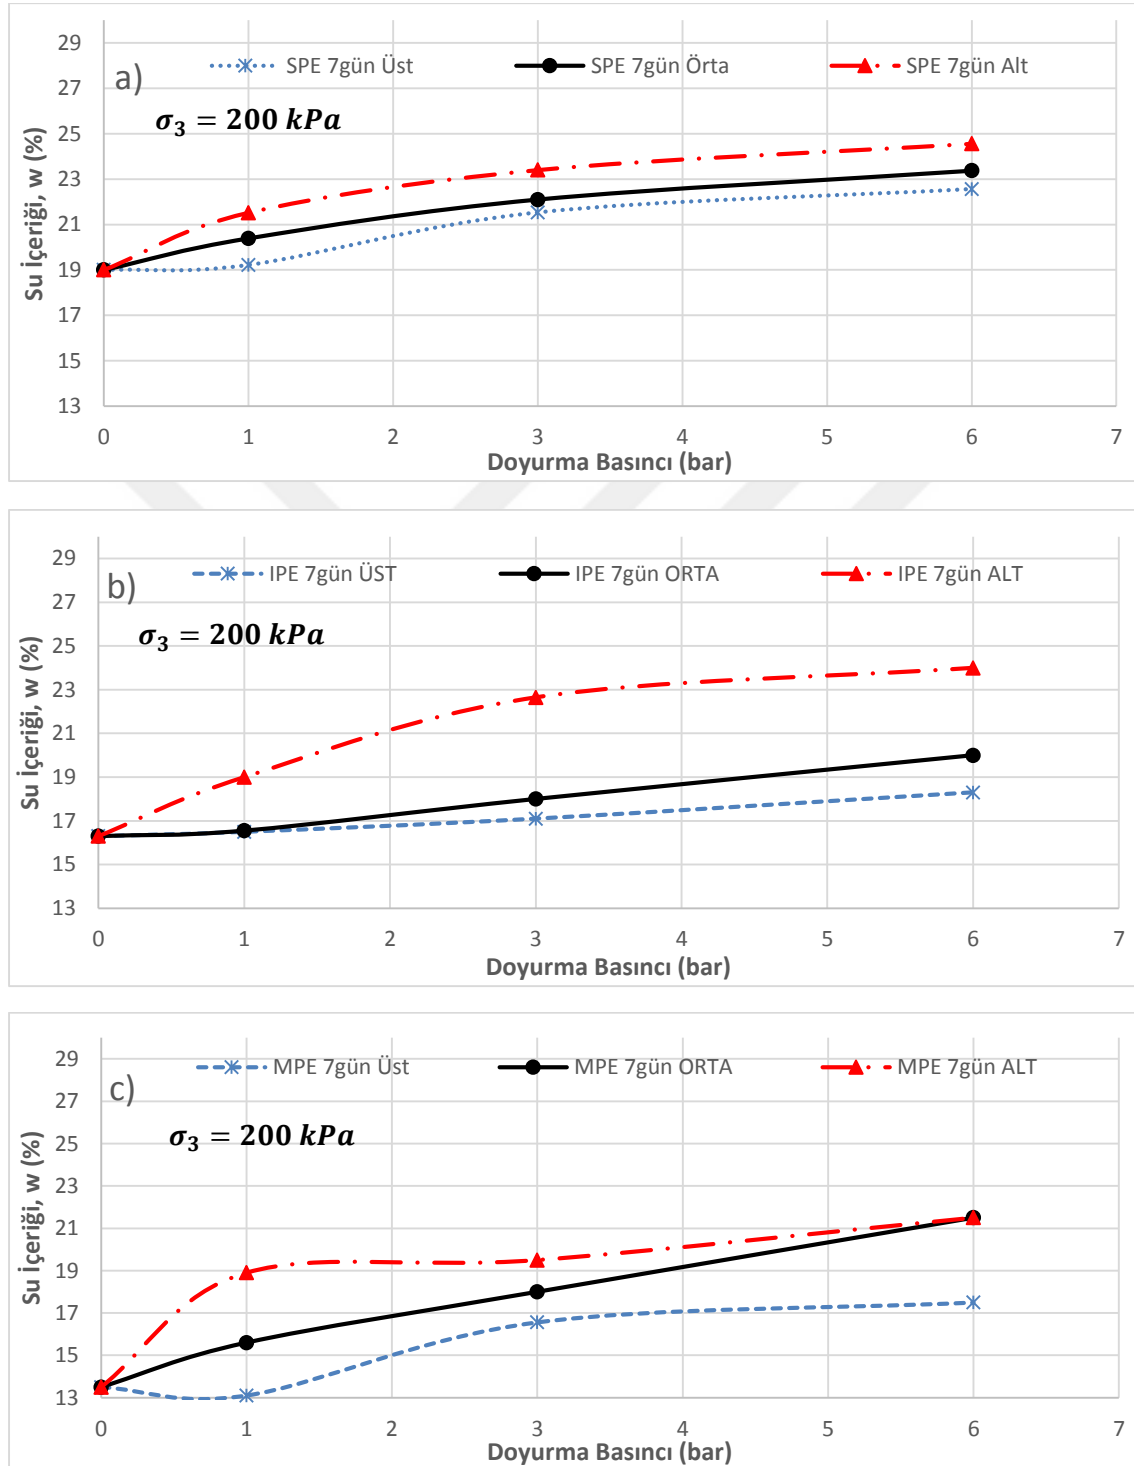 29
SPE 7gün Üst
SPE 7gün Örta
SPE 7gün Alt
a)
27
σ₃ = 200 kPa
25
23
21
19
17
15
13
Su İçeriği, w (%)
0 1 2 3 4 5 6 7
Doyurma Basıncı (bar)
29
IPE 7gün ÜST
IPE 7gün ORTA
IPE 7gün ALT
b)
27
σ₃ = 200 kPa
25
23
21
19
17
15
13
Su İçeriği, w (%)
0 1 2 3 4 5 6 7
Doyurma Basıncı (bar)
29
MPE 7gün Üst
MPE 7gün ORTA
MPE 7gün ALT
c)
27
σ₃ = 200 kPa
25
23
21
19
17
15
13
Su İçeriği, w (%)
0 1 2 3 4 5 6 7
Doyurma Basıncı (bar)